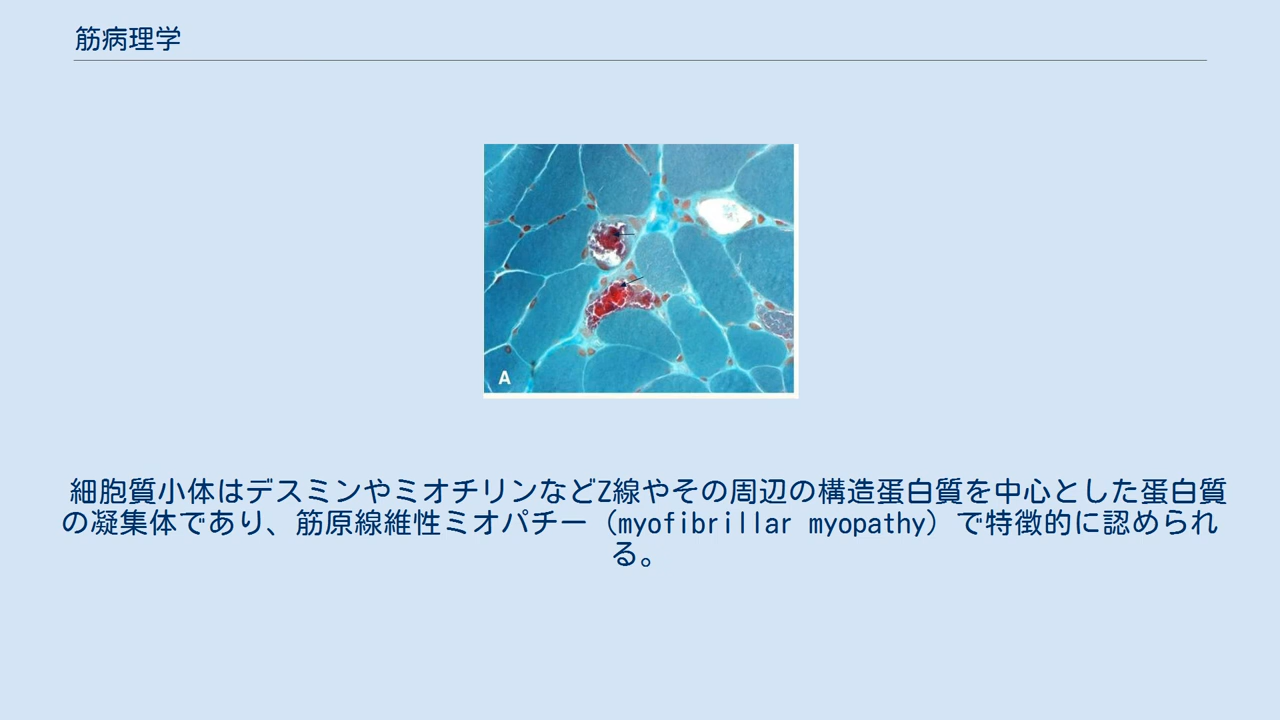 筋病理学
A
細胞質小体はデスミンやミオチリンなどZ線やその周辺の構造蛋白質を中心とした蛋白質
の凝集体であり、筋原線維性ミオパチー（myofibrillar myopathy）で特徴的に認められ
る。